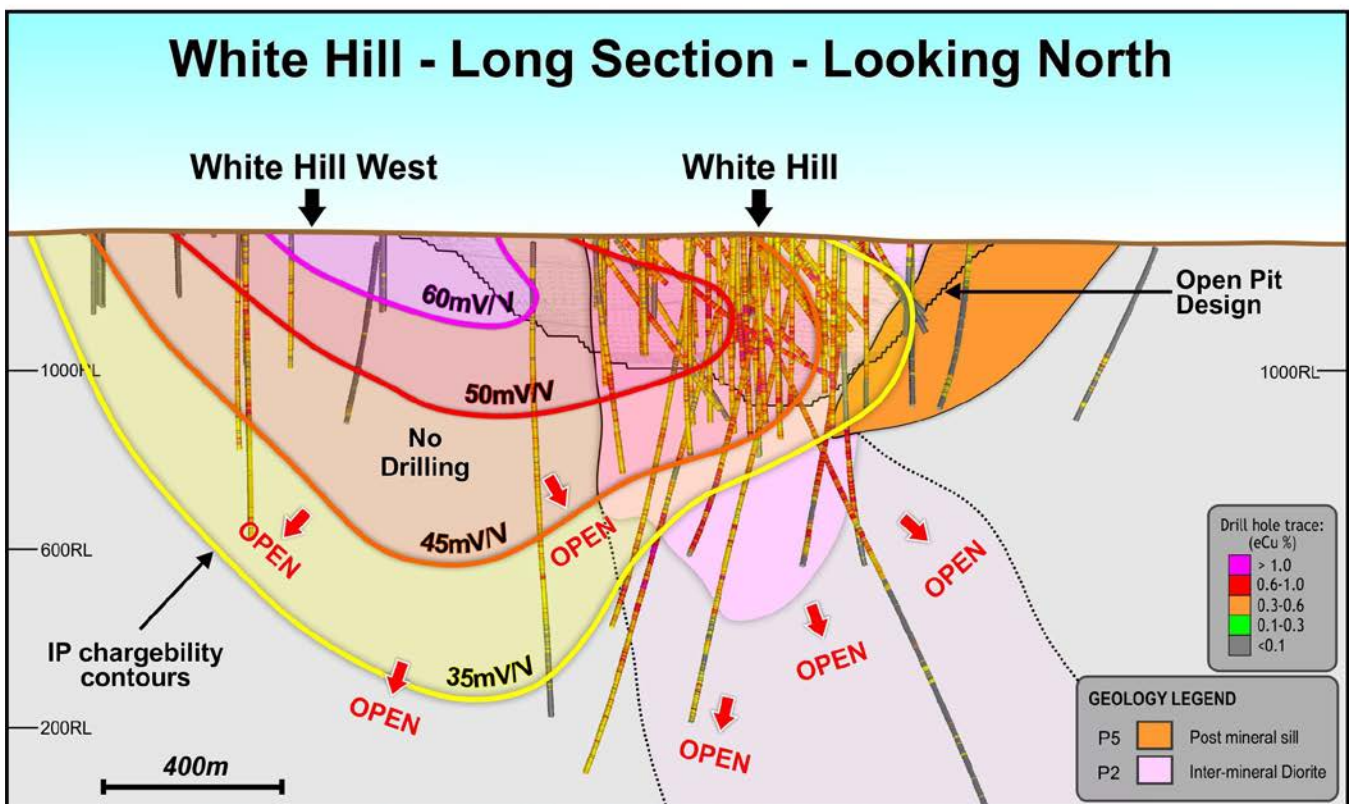 White Hill - Long Section - Looking North
White Hill West
White Hill
Open Pit
Design
60mV/V
50mV/V
45mV/V
35mV/V
1000RL
1000RL
No
Drilling
600RL
OPEN
OPEN
OPEN
OPEN
OPEN
OPEN
IP chargebility
contours
200RL
400m
Drill hole trace:
(eCu %)
> 1.0
0.6-1.0
0.3-0.6
0.1-0.3
<0.1
GEOLOGY LEGEND
P5 Post mineral sill
P2 Inter-mineral Diorite